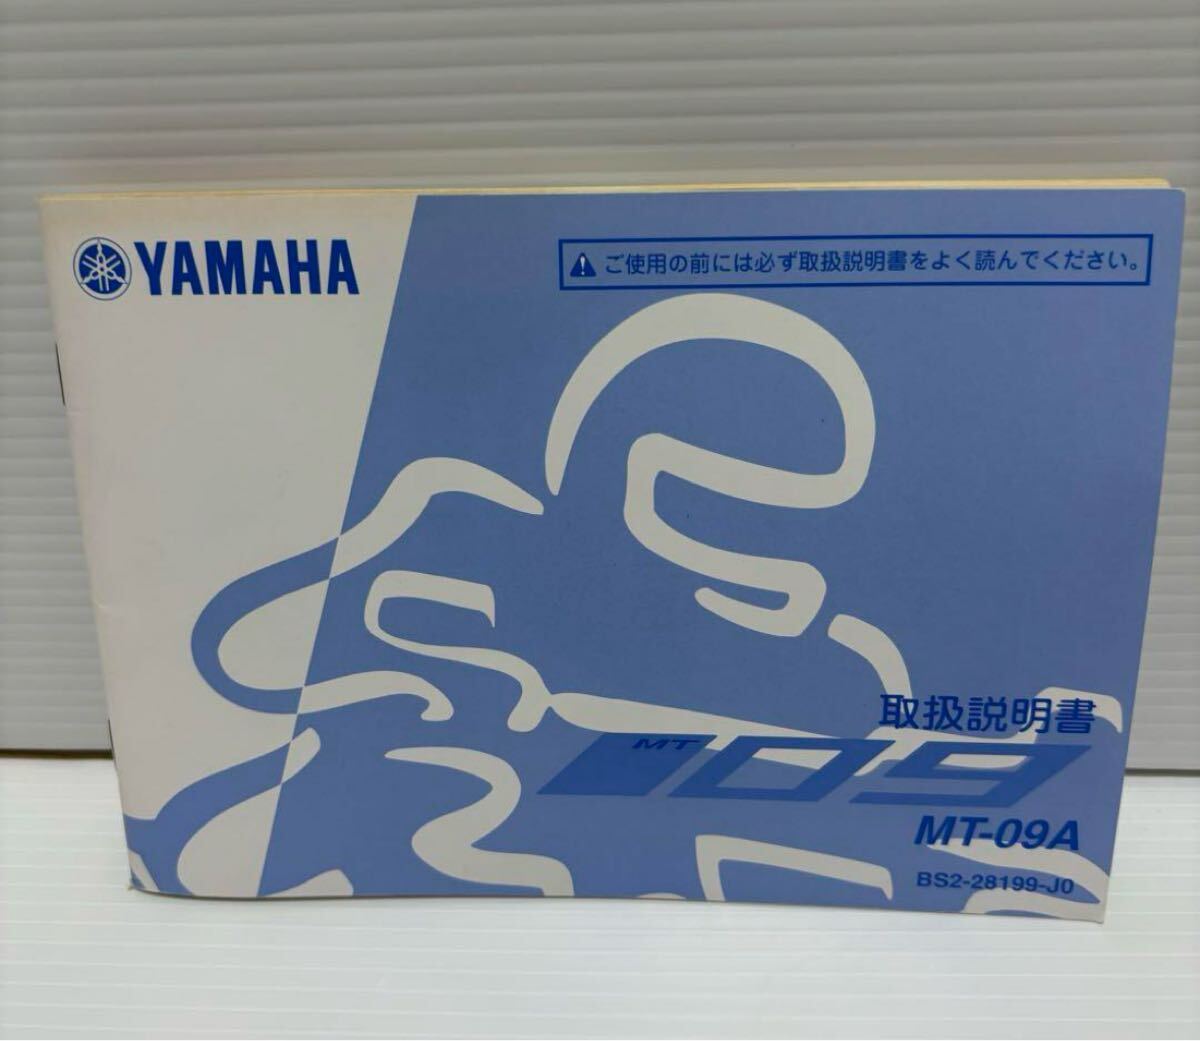 YAMAHA
ご使用の前には必ず取扱説明書をよく読んでください。
取扱説明書
MT 09
MT-09A
BS2-28199-J0